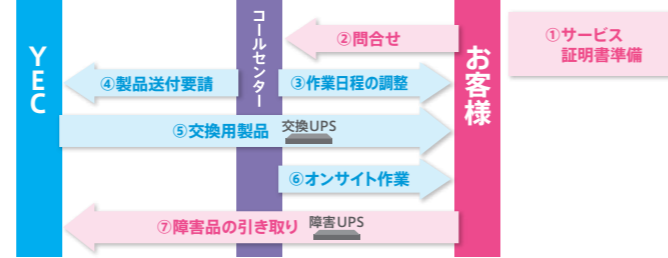 YEC
コールセンター
お客様
①サービス
証明書準備
②問合せ
④製品送付要請
③作業日程の調整
⑤交換用製品 交換UPS
⑥オンサイト作業
⑦障害品の引き取り 障害UPS